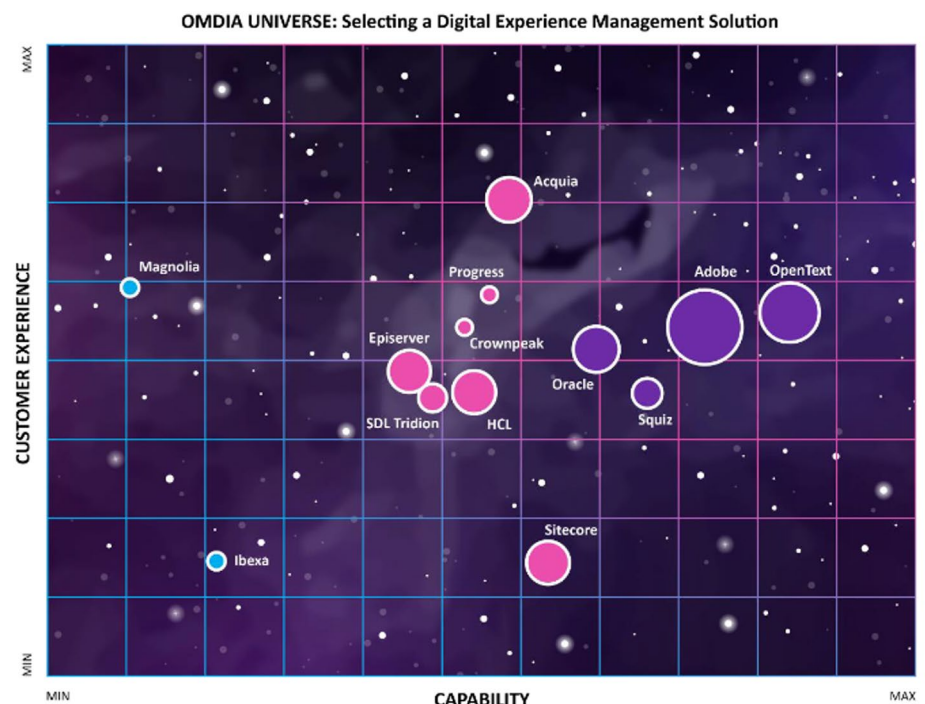 OMDIA UNIVERSE: Selecting a Digital Experience Management Solution
MAX
CUSTOMER EXPERIENCE
MIN
Acquia
Magnolia
Progress
Adobe
OpenText
Episerver
Crownpeak
Oracle
SDL Tridion
HCL
Squiz
Sitecore
Ibexa
MIN
CAPABILITY
MAX